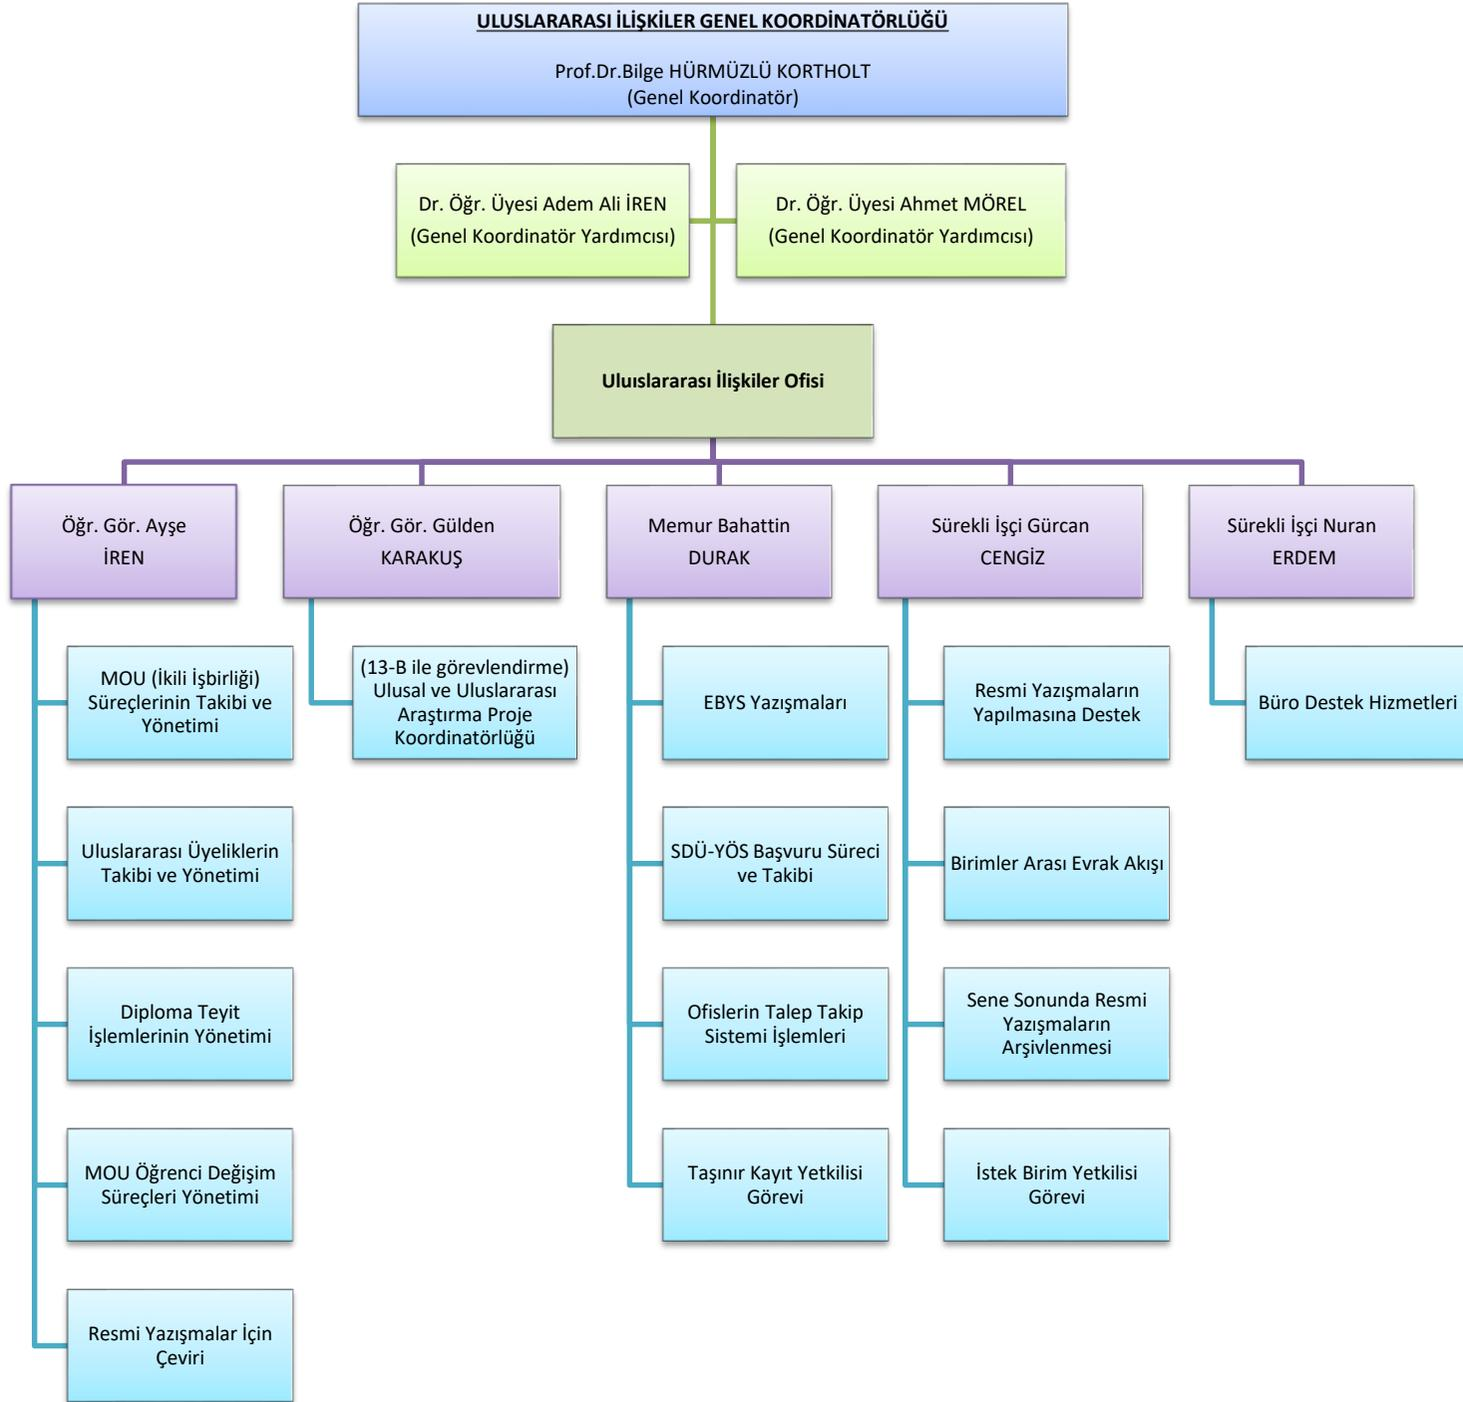 ULUSLARARASI İLİŞKİLER GENEL KOORDİNATÖRLÜĞÜ
Prof.Dr.Bilge HÜRMÜZLÜ KORTHOLT
(Genel Koordinatör)
Dr. Öğr. Üyesi Adem Ali İREN
(Genel Koordinatör Yardımcısı)
Dr. Öğr. Üyesi Ahmet MÖREL
(Genel Koordinatör Yardımcısı)
Uluıslararası İlişkiler Ofisi
Öğr. Gör. Ayşe
İREN
MOU (İkili İşbirliği)
Süreçlerinin Takibi ve
Yönetimi
Uluslararası Üyeliklerin
Takibi ve Yönetimi
Diploma Teyit
İşlemlerinin Yönetimi
MOU Öğrenci Değişim
Süreçleri Yönetimi
Resmi Yazışmalar İçin
Çeviri
Öğr. Gör. Gülden
KARAKUŞ
(13-B ile görevlendirme)
Ulusal ve Uluslararası
Araştırma Proje
Koordinatörlüğü
Memur Bahattin
DURAK
EBYS Yazışmaları
SDÜ-YÖS Başvuru Süreci
ve Takibi
Ofislerin Talep Takip
Sistemi İşlemleri
Taşınır Kayıt Yetkilisi
Görevi
Sürekli İşçi Gürcan
CENGİZ
Resmi Yazışmaların
Yapılmasına Destek
Birimler Arası Evrak Akışı
Sene Sonunda Resmi
Yazışmaların
Arşivlenmesi
İstek Birim Yetkilisi
Görevi
Sürekli İşçi Nuran
ERDEM
Büro Destek Hizmetleri